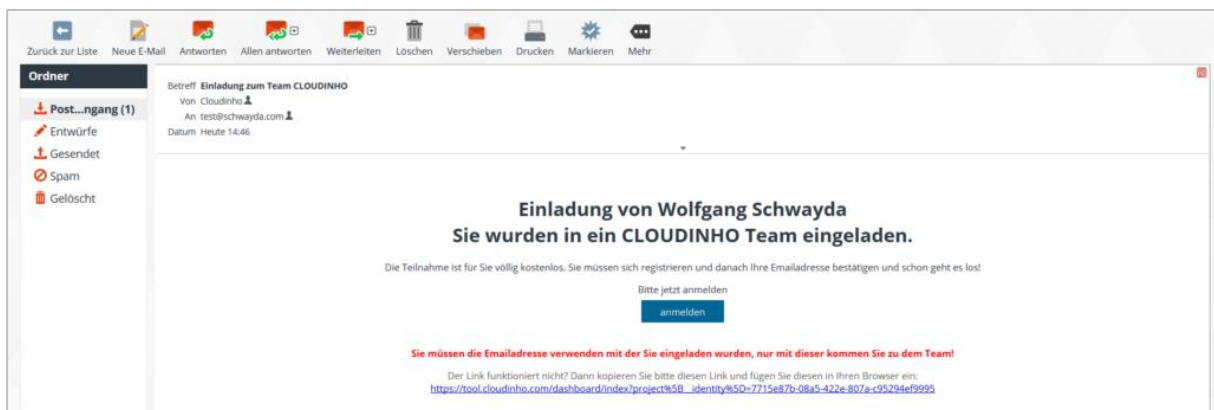 Zurück zur Liste Neue E-Mail Antworten Allen antworten Weiterleiten Löschen Verschieben Drucken Markieren Mehr
Ordner
Post...ngang (1)
Entwürfe
Gesendet
Spam
Gelöscht
Betreff Einladung zum Team CLOUDINHO
Von Cloudinho
An test@schwayda.com
Datum Heute 14:46
Einladung von Wolfgang Schwayda
Sie wurden in ein CLOUDINHO Team eingeladen.
Die Teilnahme ist für Sie völlig kostenlos. Sie müssen sich registrieren und danach Ihre Emailadresse bestätigen und schon geht es los!
Bitte jetzt anmelden
anmelden
Sie müssen die Emailadresse verwenden mit der Sie eingeladen wurden, nur mit dieser kommen Sie zu dem Team!
Der Link funktioniert nicht? Dann kopieren Sie bitte diesen Link und fügen Sie diesen in Ihren Browser ein:
https://tool.cloudinho.com/dashboard/index?project%5B__identity%5D=7715e87b-08a5-422e-807a-c95294ef9995